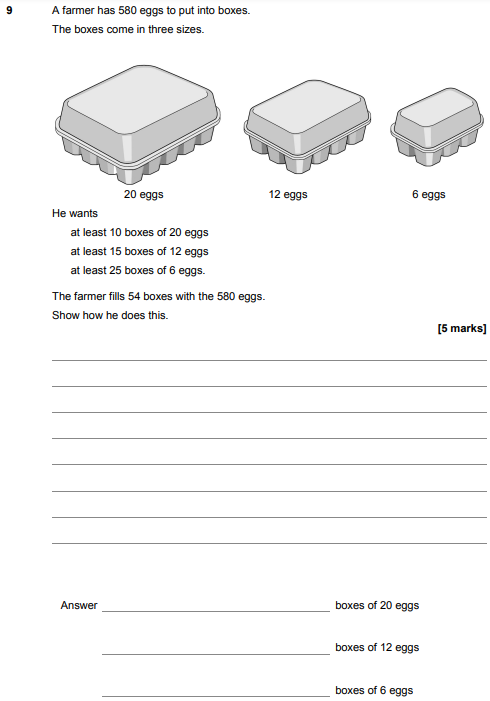 9 A farmer has 580 eggs to put into boxes.
The boxes come in three sizes.
20 eggs 12 eggs 6 eggs
He wants
at least 10 boxes of 20 eggs
at least 15 boxes of 12 eggs
at least 25 boxes of 6 eggs.
The farmer fills 54 boxes with the 580 eggs.
Show how he does this.
[5 marks]
Answer boxes of 20 eggs
boxes of 12 eggs
boxes of 6 eggs